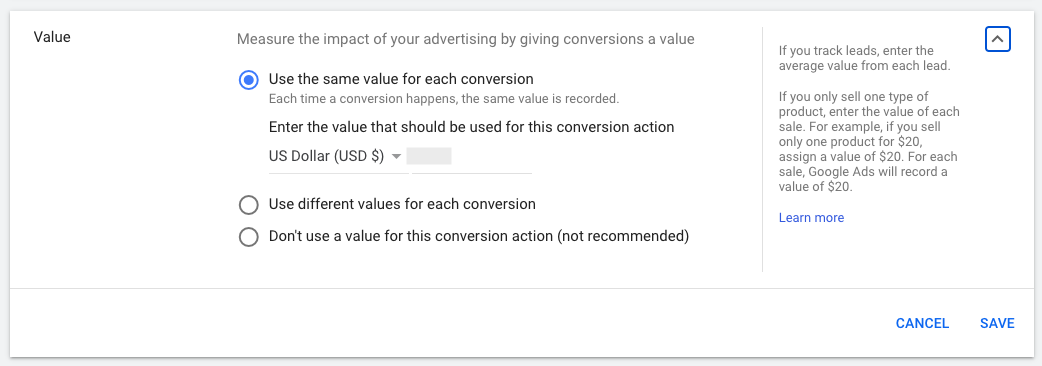 Value
Measure the impact of your advertising by giving conversions a value
Use the same value for each conversion
Each time a conversion happens, the same value is recorded.
Enter the value that should be used for this conversion action
US Dollar (USD $)
Use different values for each conversion
Don't use a value for this conversion action (not recommended)
If you track leads, enter the
average value from each lead.
If you only sell one type of
product, enter the value of each
sale. For example, if you sell
only one product for $20,
assign a value of $20. For each
sale, Google Ads will record a
value of $20.
Learn more
CANCEL
SAVE